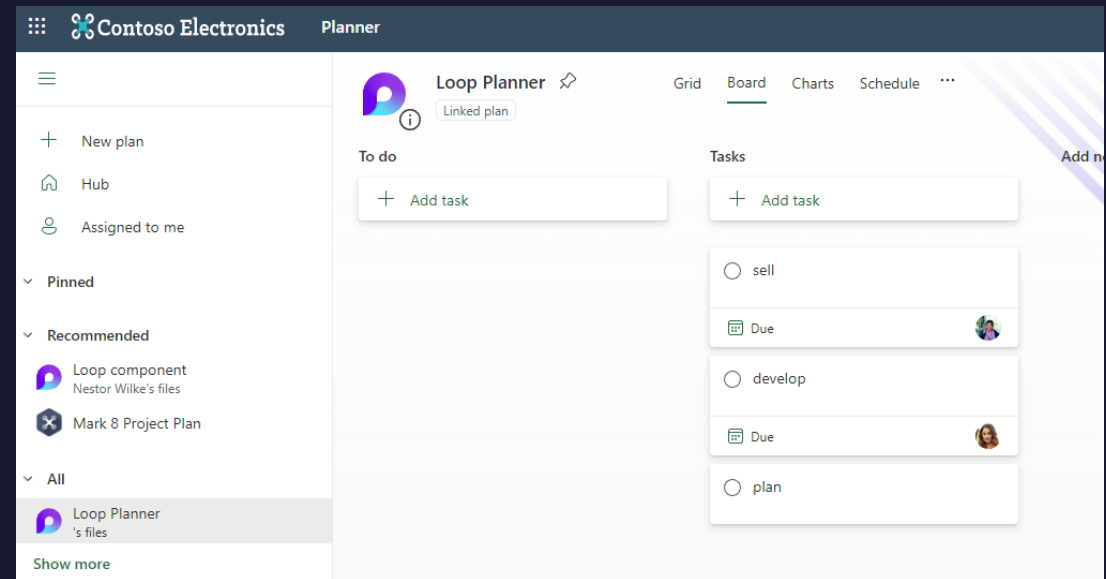 Contoso Electronics Planner
Loop Planner
Linked plan
Grid Board Charts Schedule ...
New plan
Hub
Assigned to me
Pinned
Recommended
Loop component
Nestor Wilke's files
Mark 8 Project Plan
All
Loop Planner
's files
Show more
To do
Add task
Tasks
Add task
sell
Due
develop
Due
plan
Add